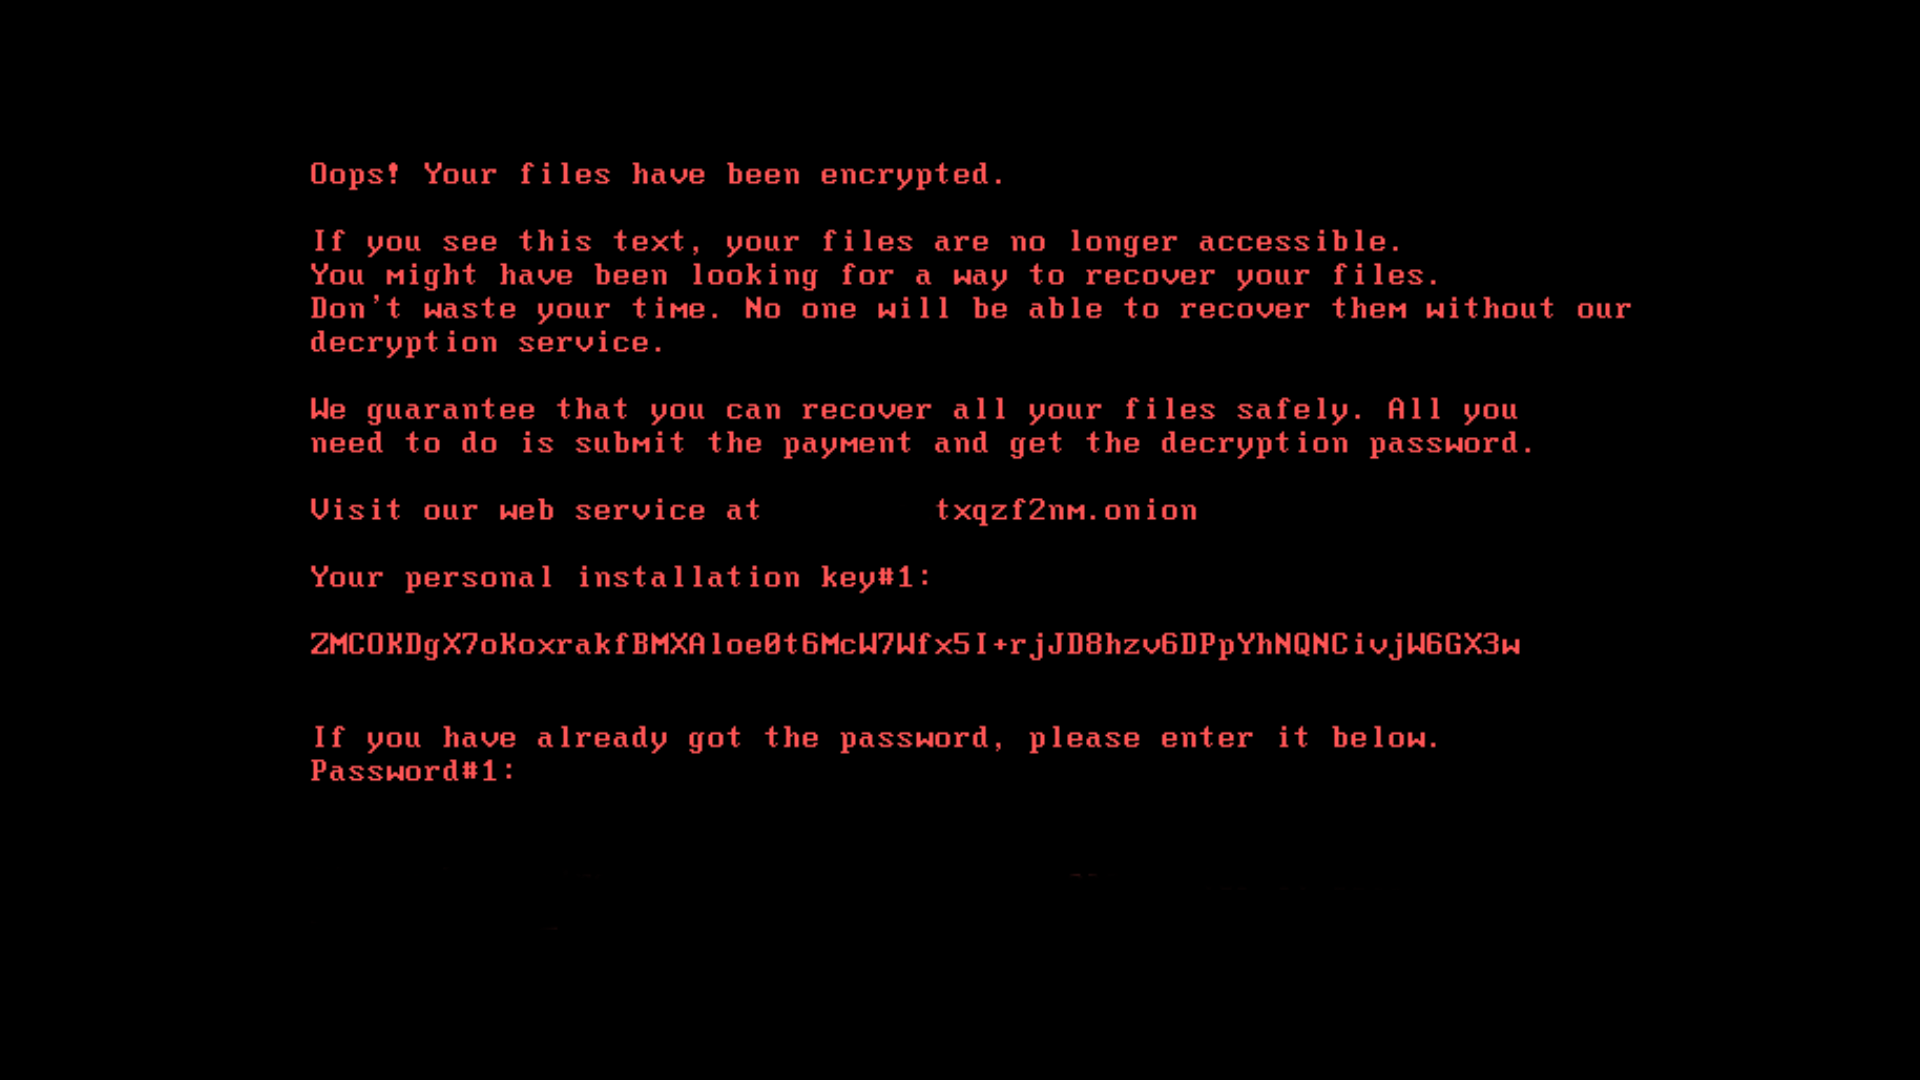 Oops! Your files have been encrypted.
If you see this text, your files are no longer accessible.
You might have been looking for a way to recover your files.
Don't waste your time. No one will be able to recover them without our
decryption service.
We guarantee that you can recover all your files safely. All you
need to do is submit the payment and get the decryption password.
Visit our web service at txqzf2nm.onion
Your personal installation key#1:
ZMCOKDgX7oKoxrakfBMXAloe0t6McW7Wfx5I+rjJD8hzv6DPpYhNQNCivjW6GX3w
If you have already got the password, please enter it below.
Password#1: